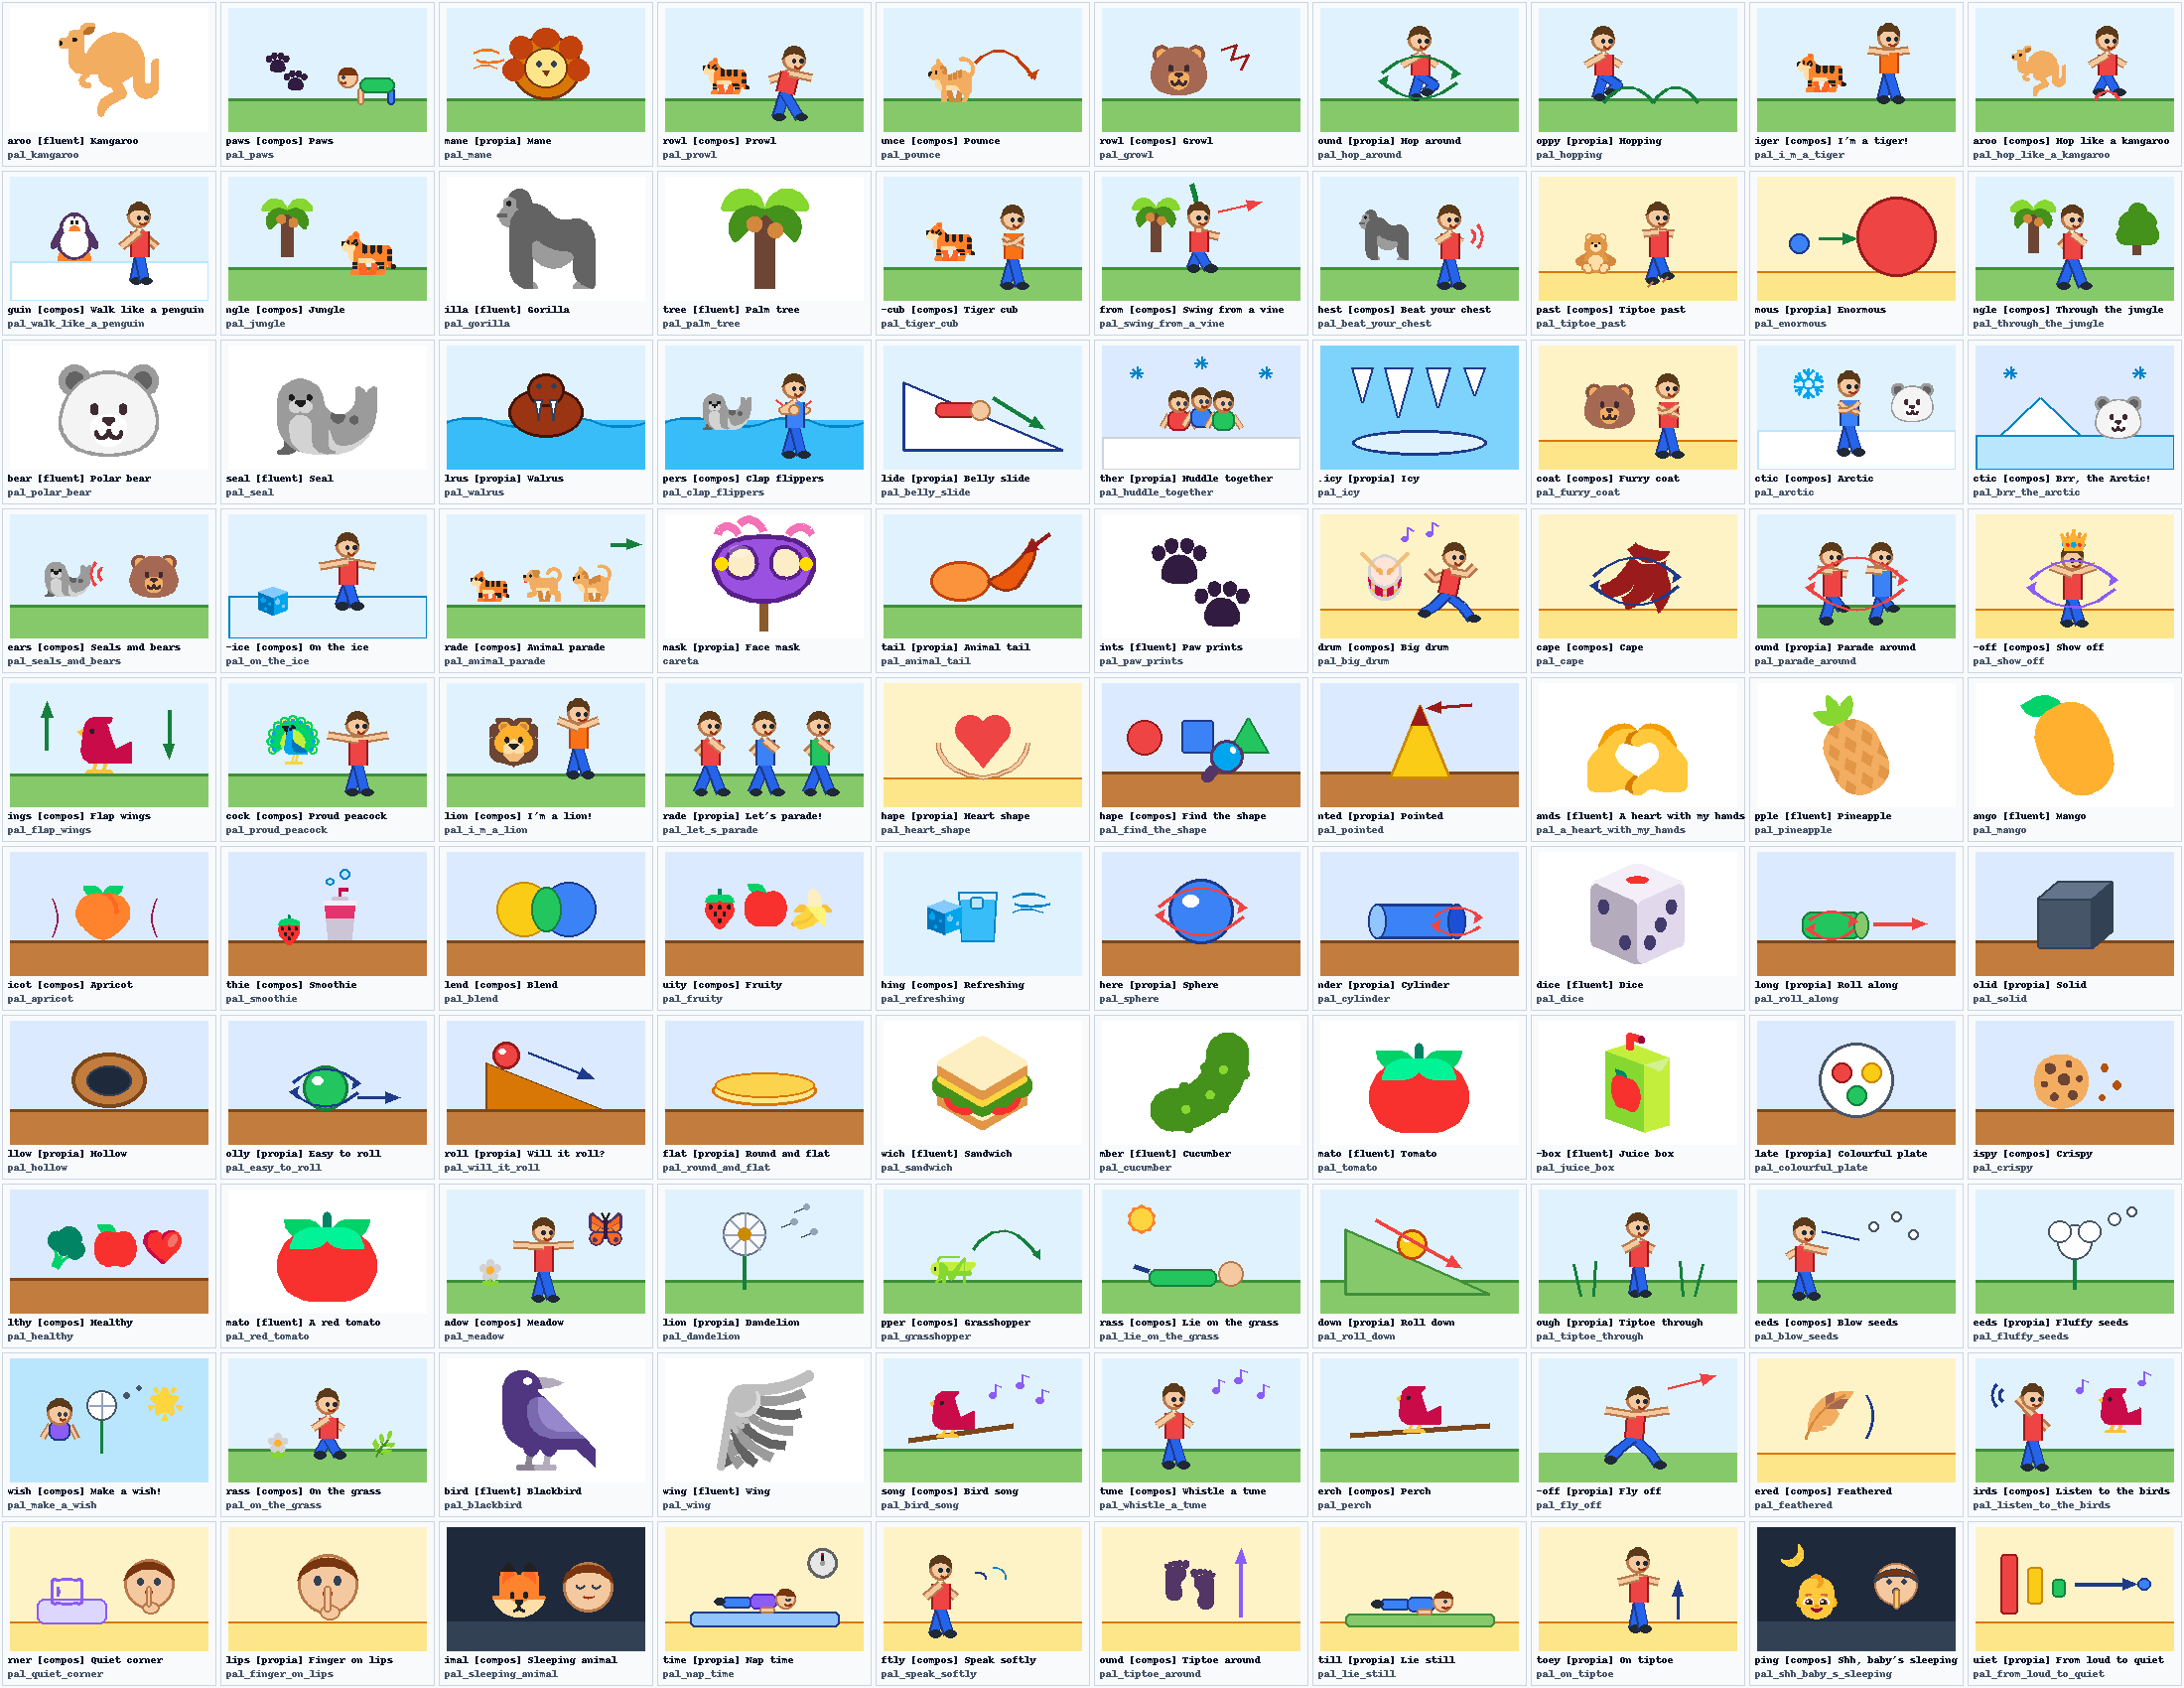 aroo [fluent] Kangaroo
pal_kangaroo
paws [compos] Paws
pal_paws
mane [propia] Mane
pal_mane
rowl [compos] Prowl
pal_prowl
unce [compos] Pounce
pal_pounce
rowl [compos] Growl
pal_growl
ound [propia] Hop around
pal_hop_around
oppy [propia] Hopping
pal_hopping
iger [compos] I'm a tiger!
pal_i_m_a_tiger
aroo [compos] Hop like a kangaroo
pal_hop_like_a_kangaroo
guin [compos] Walk like a penguin
pal_walk_like_a_penguin
ngle [compos] Jungle
pal_jungle
illa [fluent] Gorilla
pal_gorilla
tree [fluent] Palm tree
pal_palm_tree
-cub [compos] Tiger cub
pal_tiger_cub
from [compos] Swing from a vine
pal_swing_from_a_vine
hest [compos] Beat your chest
pal_beat_your_chest
past [compos] Tiptoe past
pal_tiptoe_past
mous [propia] Enormous
pal_enormous
ngle [compos] Through the jungle
pal_through_the_jungle
bear [fluent] Polar bear
pal_polar_bear
seal [fluent] Seal
pal_seal
lrus [propia] Walrus
pal_walrus
pers [compos] Clap flippers
pal_clap_flippers
lide [propia] Belly slide
pal_belly_slide
ther [propia] Huddle together
pal_huddle_together
.icy [propia] Icy
pal_icy
coat [compos] Furry coat
pal_furry_coat
ctic [compos] Arctic
pal_arctic
ctic [compos] Brr, the Arctic!
pal_brr_the_arctic
ears [compos] Seals and bears
pal_seals_and_bears
-ice [compos] On the ice
pal_on_the_ice
rade [compos] Animal parade
pal_animal_parade
mask [propia] Face mask
careta
tail [propia] Animal tail
pal_animal_tail
ints [fluent] Paw prints
pal_paw_prints
drum [compos] Big drum
pal_big_drum
cape [compos] Cape
pal_cape
ound [propia] Parade around
pal_parade_around
-off [compos] Show off
pal_show_off
ings [compos] Flap wings
pal_flap_wings
cock [compos] Proud peacock
pal_proud_peacock
lion [compos] I'm a lion!
pal_i_m_a_lion
rade [propia] Let's parade!
pal_let_s_parade
hape [propia] Heart shape
pal_heart_shape
hape [compos] Find the shape
pal_find_the_shape
nted [propia] Pointed
pal_pointed
ands [fluent] A heart with my hands
pal_a_heart_with_my_hands
pple [fluent] Pineapple
pal_pineapple
ango [fluent] Mango
pal_mango
icot [compos] Apricot
pal_apricot
thie [compos] Smoothie
pal_smoothie
lend [compos] Blend
pal_blend
uity [compos] Fruity
pal_fruity
hing [compos] Refreshing
pal_refreshing
here [propia] Sphere
pal_sphere
nder [propia] Cylinder
pal_cylinder
dice [fluent] Dice
pal_dice
long [propia] Roll along
pal_roll_along
olid [propia] Solid
pal_solid
llow [propia] Hollow
pal_hollow
olly [propia] Easy to roll
pal_easy_to_roll
roll [propia] Will it roll?
pal_will_it_roll
flat [propia] Round and flat
pal_round_and_flat
wich [fluent] Sandwich
pal_sandwich
mber [fluent] Cucumber
pal_cucumber
mato [fluent] Tomato
pal_tomato
-box [fluent] Juice box
pal_juice_box
late [propia] Colourful plate
pal_colourful_plate
ispy [compos] Crispy
pal_crispy
lthy [compos] Healthy
pal_healthy
mato [fluent] A red tomato
pal_red_tomato
adow [compos] Meadow
pal_meadow
lion [propia] Dandelion
pal_dandelion
pper [compos] Grasshopper
pal_grasshopper
rass [compos] Lie on the grass
pal_lie_on_the_grass
down [propia] Roll down
pal_roll_down
ough [propia] Tiptoe through
pal_tiptoe_through
eeds [compos] Blow seeds
pal_blow_seeds
eeds [propia] Fluffy seeds
pal_fluffy_seeds
wish [compos] Make a wish!
pal_make_a_wish
rass [compos] On the grass
pal_on_the_grass
bird [fluent] Blackbird
pal_blackbird
wing [fluent] Wing
pal_wing
song [compos] Bird song
pal_bird_song
tune [compos] Whistle a tune
pal_whistle_a_tune
erch [compos] Perch
pal_perch
-off [propia] Fly off
pal_fly_off
ered [compos] Feathered
pal_feathered
irds [compos] Listen to the birds
pal_listen_to_the_birds
rner [compos] Quiet corner
pal_quiet_corner
lips [propia] Finger on lips
pal_finger_on_lips
imal [compos] Sleeping animal
pal_sleeping_animal
time [propia] Nap time
pal_nap_time
ftly [compos] Speak softly
pal_speak_softly
ound [compos] Tiptoe around
pal_tiptoe_around
till [propia] Lie still
pal_lie_still
toey [propia] On tiptoe
pal_on_tiptoe
ping [compos] Shh, baby's sleeping
pal_shh_baby_s_sleeping
uiet [propia] From loud to quiet
pal_from_loud_to_quiet